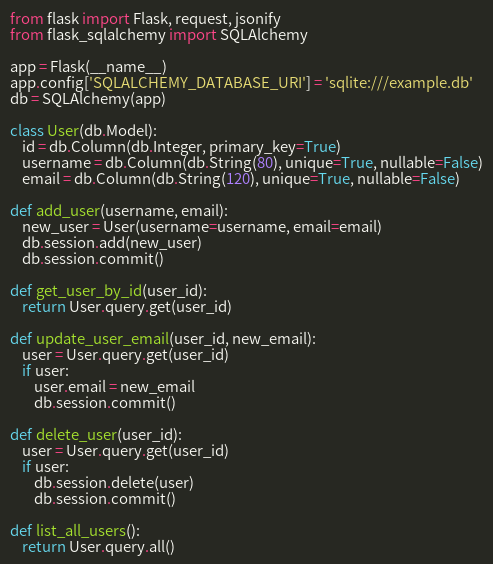 from flask import Flask, request, jsonify
from flask_sqlalchemy import SQLAlchemy

app = Flask(__name__)
app.config['SQLALCHEMY_DATABASE_URI'] = 'sqlite:///example.db'
db = SQLAlchemy(app)

class User(db.Model):
    id = db.Column(db.Integer, primary_key=True)
    username = db.Column(db.String(80), unique=True, nullable=False)
    email = db.Column(db.String(120), unique=True, nullable=False)

def add_user(username, email):
    new_user = User(username=username, email=email)
    db.session.add(new_user)
    db.session.commit()

def get_user_by_id(user_id):
    return User.query.get(user_id)

def update_user_email(user_id, new_email):
    user = User.query.get(user_id)
    if user:
        user.email = new_email
        db.session.commit()

def delete_user(user_id):
    user = User.query.get(user_id)
    if user:
        db.session.delete(user)
        db.session.commit()

def list_all_users():
    return User.query.all()